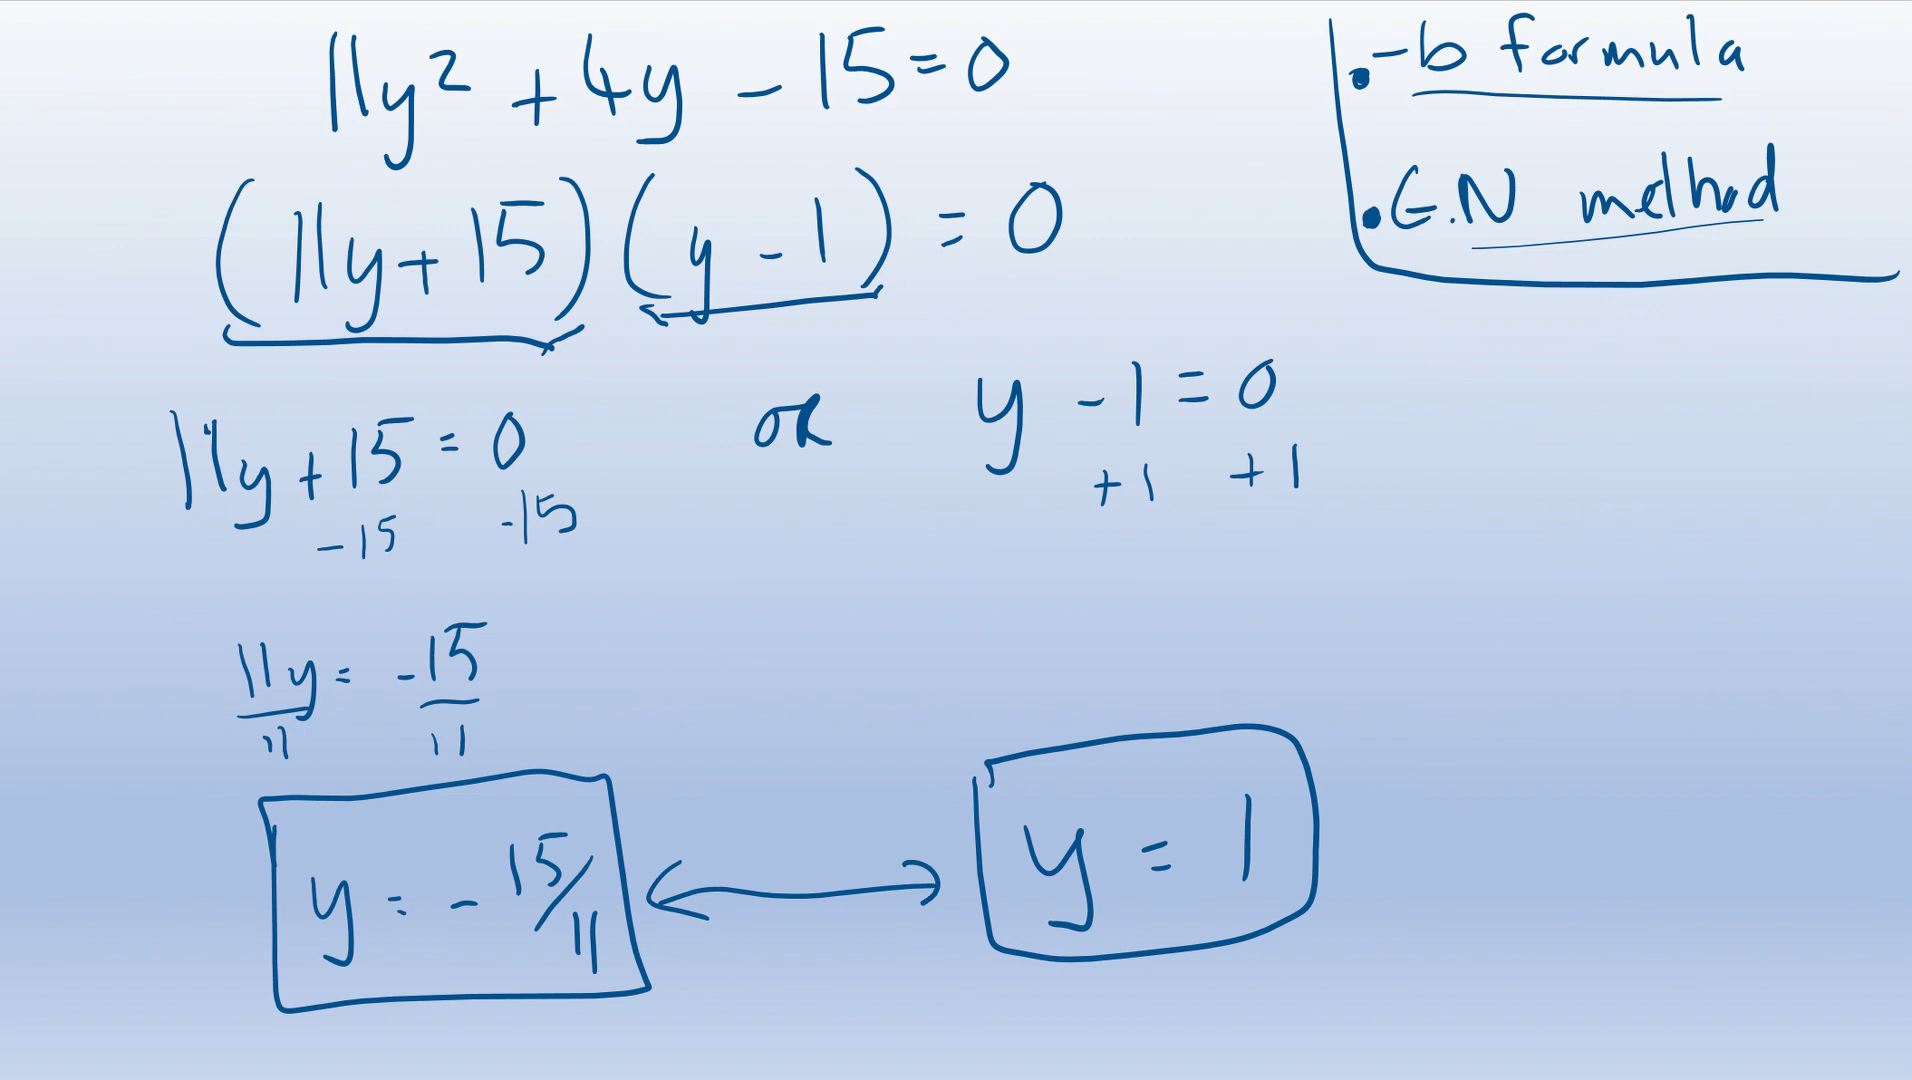 11y² + 4y - 15 = 0
(11y + 15)(y - 1) = 0
11y + 15 = 0
-15 -15
or
y - 1 = 0
+1 +1
11y/11 = -15/11
y = - 15/11
y = 1
• -b formula
• G.N method